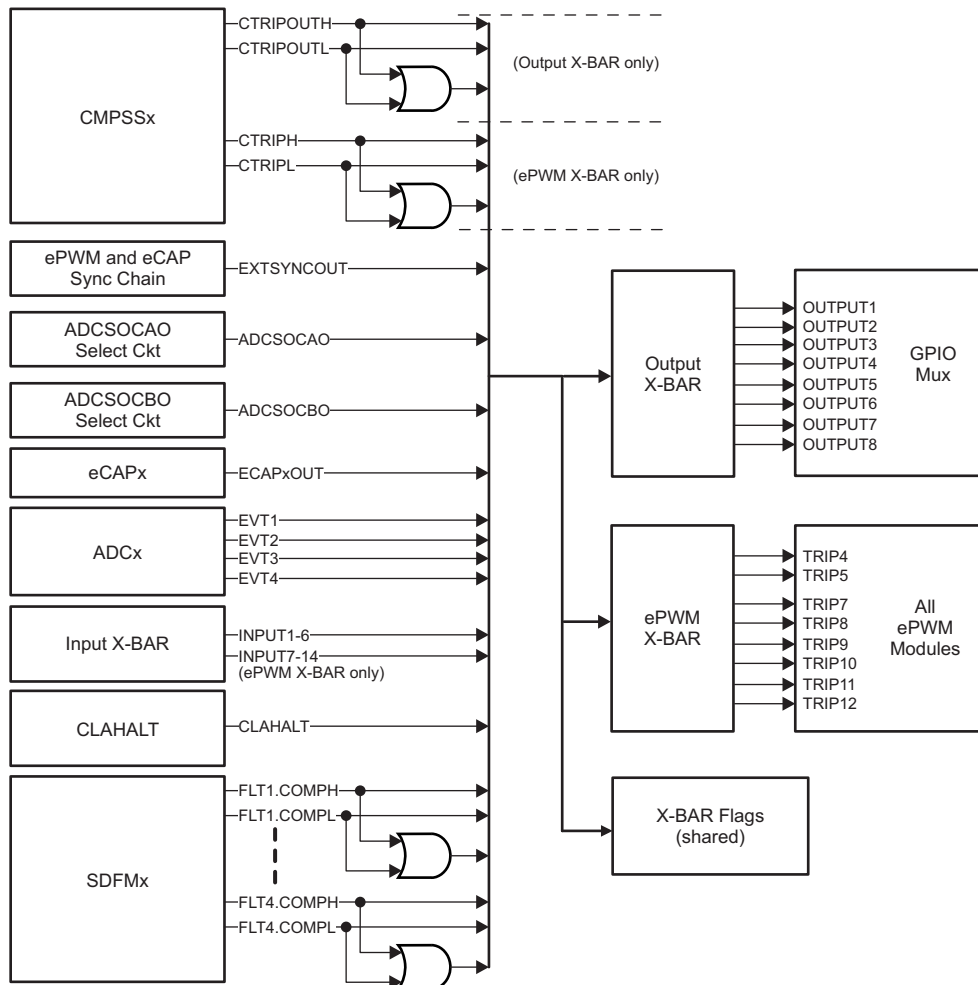 CMPSSx
CTRIPOUTH
CTRIPOUTL
(Output X-BAR only)
CTRIPH
CTRIPL
(ePWM X-BAR only)
ePWM and eCAP
Sync Chain
EXTSYNCOUT
ADCSOCAO
Select Ckt
ADCSOCAO
ADCSOCBO
Select Ckt
ADCSOCBO
eCAPx
ECAPxOUT
ADCx
EVT1
EVT2
EVT3
EVT4
Input X-BAR
INPUT1-6
INPUT7-14
(ePWM X-BAR only)
CLAHALT
CLAHALT
SDFMx
FLT1.COMPH
FLT1.COMPL
FLT4.COMPH
FLT4.COMPL
Output
X-BAR
OUTPUT1
OUTPUT2
OUTPUT3
OUTPUT4
OUTPUT5
OUTPUT6
OUTPUT7
OUTPUT8
GPIO
Mux
ePWM
X-BAR
TRIP4
TRIP5
TRIP7
TRIP8
TRIP9
TRIP10
TRIP11
TRIP12
All
ePWM
Modules
X-BAR Flags
(shared)